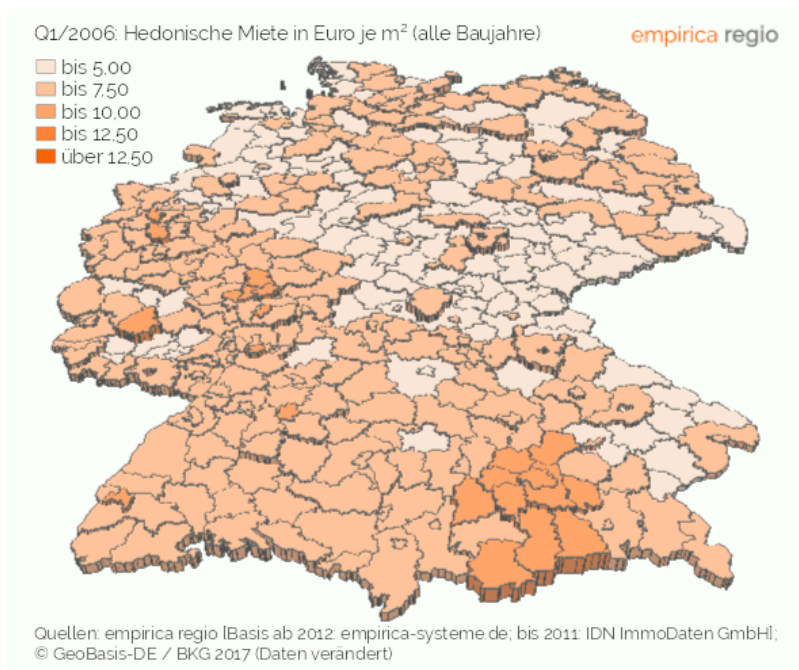 Q1/2006: Hedonische Miete in Euro je m² (alle Baujahre)
empirica regio
bis 5,00
bis 7,50
bis 10,00
bis 12,50
über 12,50
Quellen: empirica regio [Basis ab 2012: empirica-systeme.de; bis 2011: IDN ImmoDaten GmbH];
© GeoBasis-DE / BKG 2017 (Daten verändert)